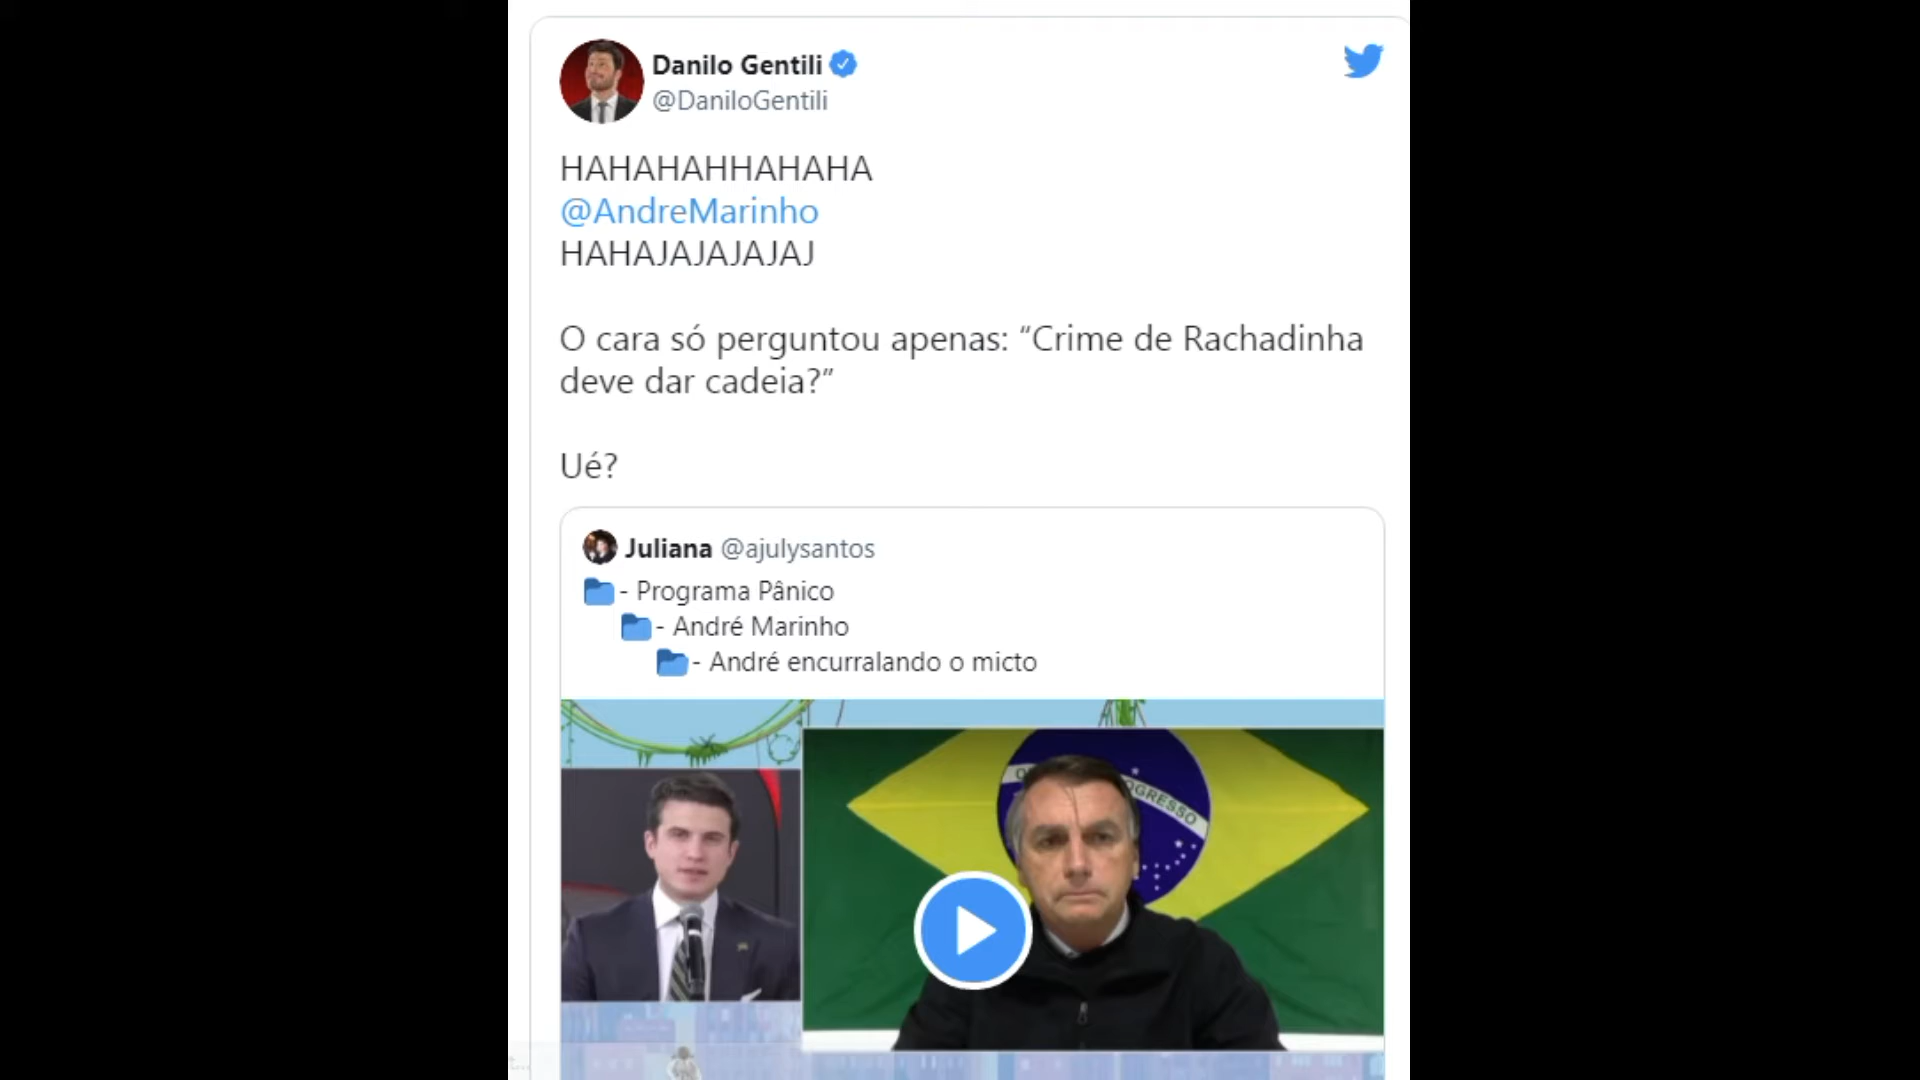 Danilo Gentili
@DaniloGentili
HAHAHAHHAHAHA
@AndreMarinho
HAHAJAJAJAJAJ
O cara só perguntou apenas: “Crime de Rachadinha
deve dar cadeia?”
Ué?
Juliana @ajulysantos
- Programa Pânico
- André Marinho
- André encurralando o micto
OGRESSO